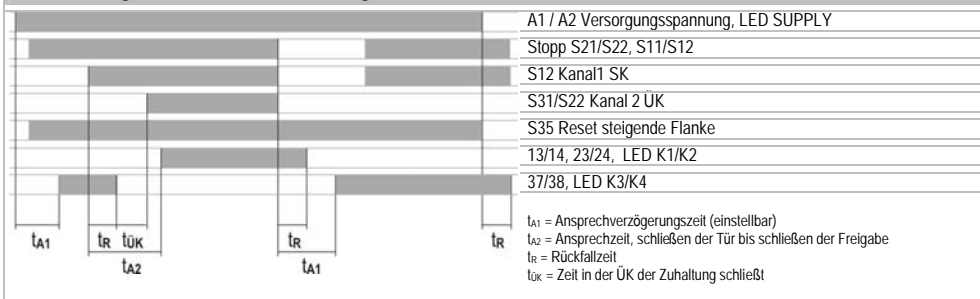 A1 / A2 Versorgungsspannung, LED SUPPLY
Stopp S21/S22, S11/S12
S12 Kanal1 SK
S31/S22 Kanal 2 ÜK
S35 Reset steigende Flanke
13/14, 23/24, LED K1/K2
37/38, LED K3/K4
tA1 tR tÜK tR tR
tA2 tA1
tA1 = Ansprechverzögerungszeit (einstellbar)
tA2 = Ansprechzeit, schließen der Tür bis schließen der Freigabe
tR = Rückfallzeit
tÜK = Zeit in der ÜK der Zuhaltung schließt